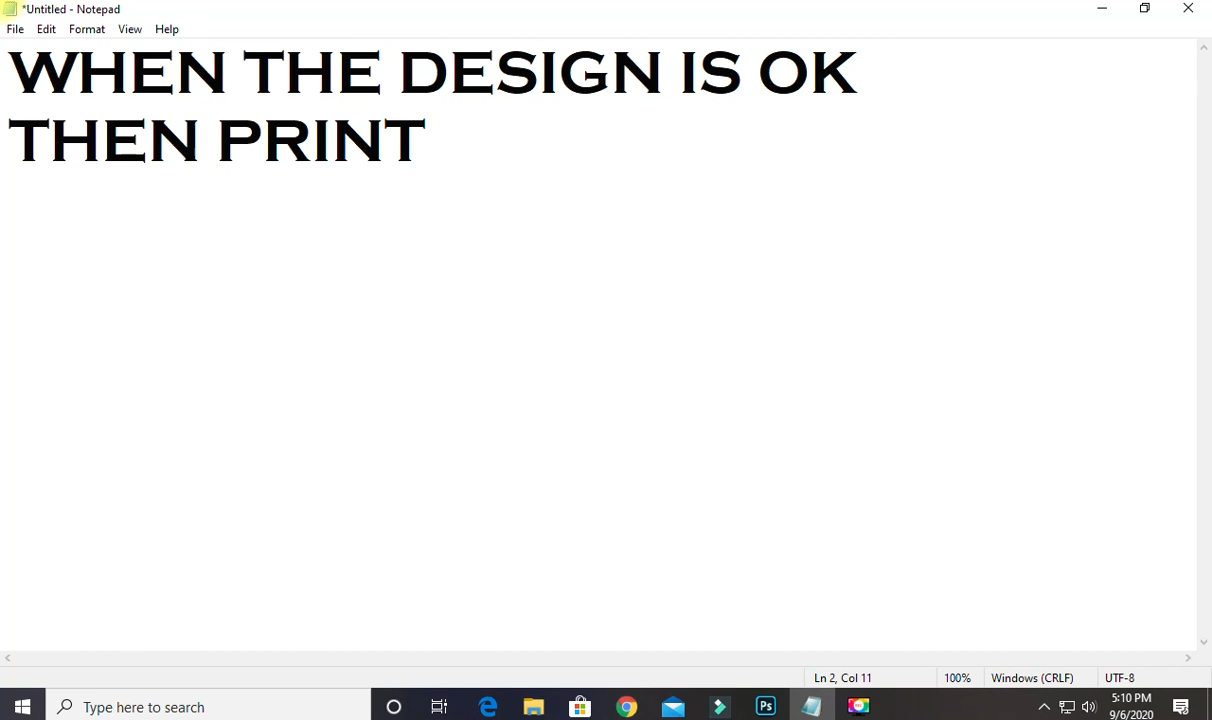 *Untitled - Notepad
File Edit Format View Help
WHEN THE DESIGN IS OK
THEN PRINT
Ln 2, Col 11 100% Windows (CRLF) UTF-8
Type here to search
Ps
5:10 PM
9/6/2020